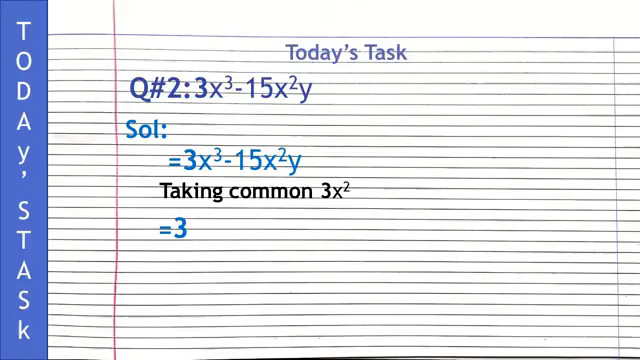 TODAy'STASk
Today's Task
Q#2: 3x³-15x²y
Sol:
=3x³-15x²y
Taking common 3x²
=3